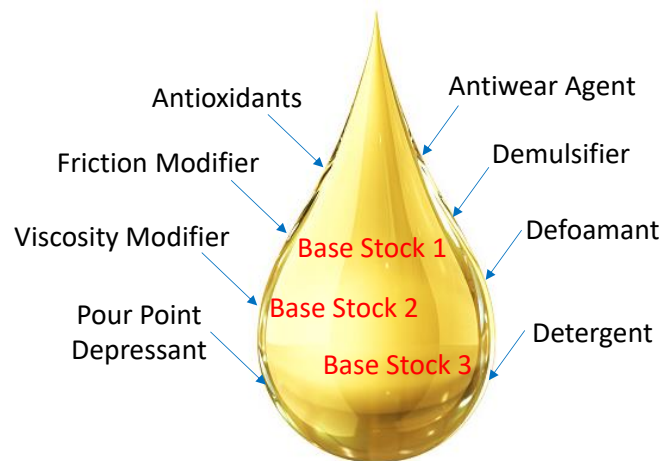 Antioxidants
Antiwear Agent
Friction Modifier
Demulsifier
Viscosity Modifier
Defoamant
Base Stock 1
Base Stock 2
Pour Point
Depressant
Detergent
Base Stock 3